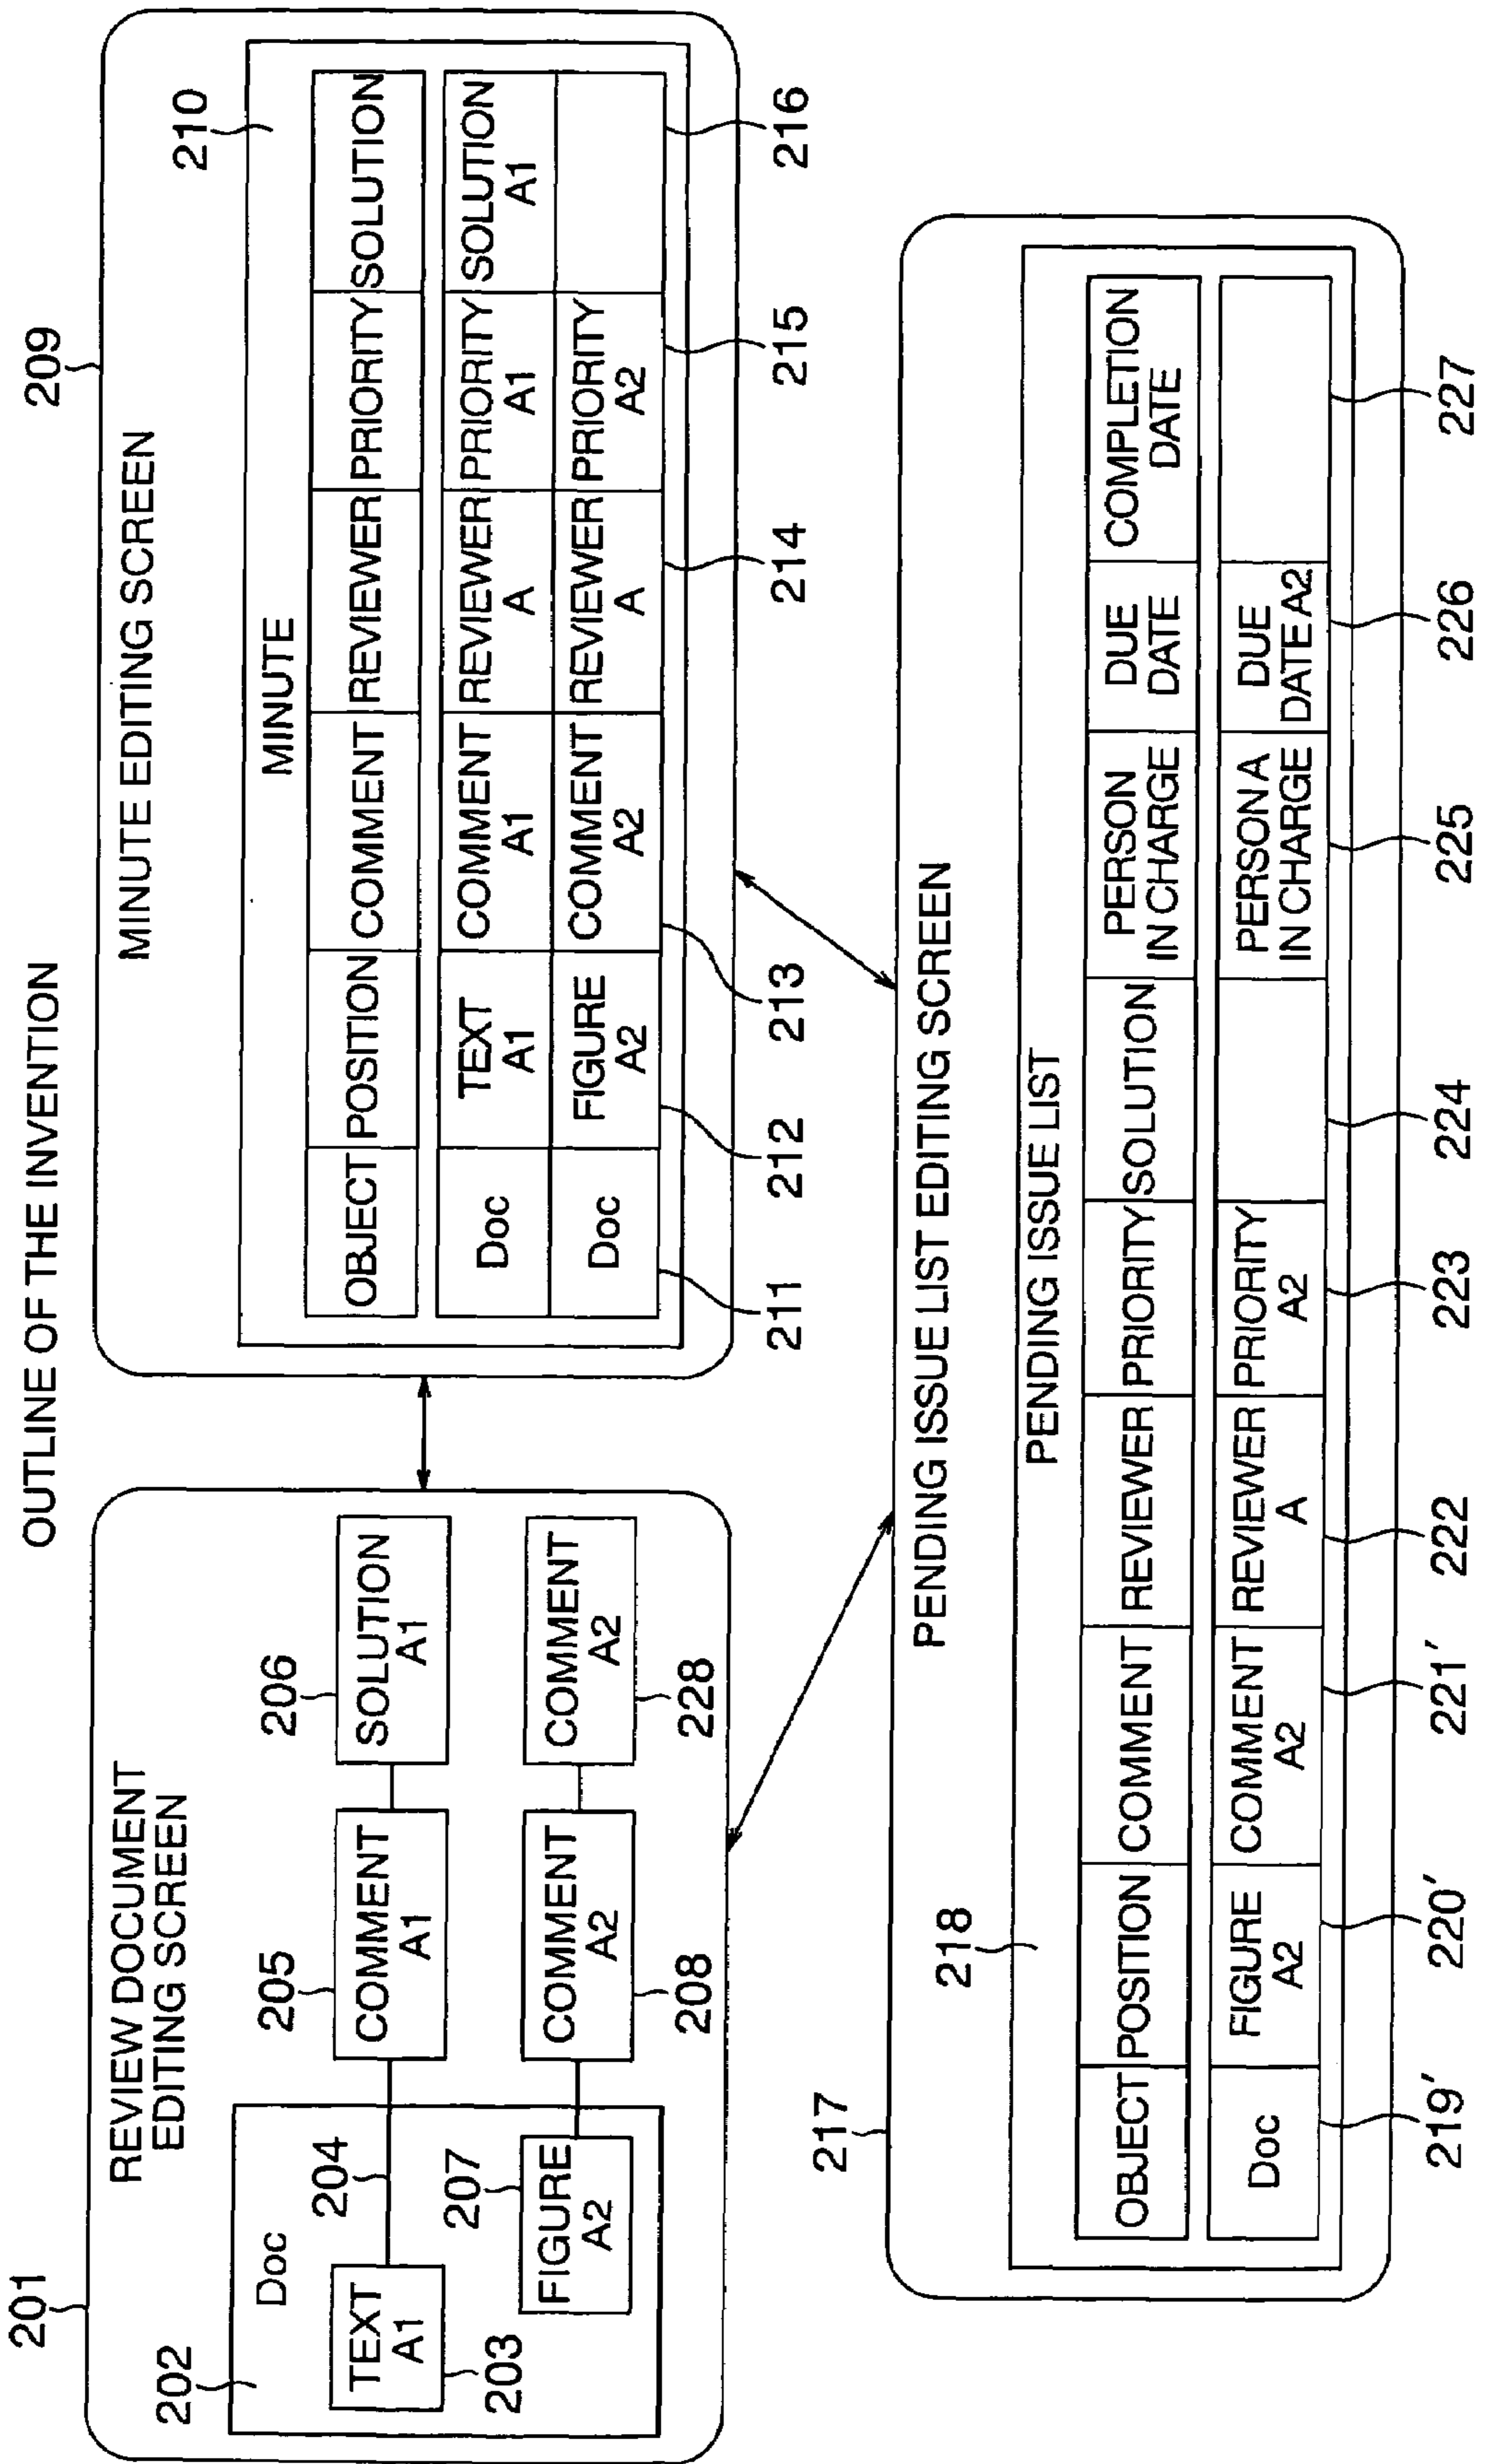 OUTLINE OF THE INVENTION
201
REVIEW DOCUMENT
EDITING SCREEN
202
Doc
204
205
206
TEXT
A1
COMMENT
A1
SOLUTION
A1
203
207
FIGURE
A2
COMMENT
A2
COMMENT
A2
208
228
209
MINUTE EDITING SCREEN
210
MINUTE
OBJECT POSITION COMMENT REVIEWER PRIORITY SOLUTION
Doc TEXT A1 COMMENT A1 REVIEWER A PRIORITY A1 SOLUTION A1
Doc FIGURE A2 COMMENT A2 REVIEWER A PRIORITY A2
211 212 213 214 215 216
217
PENDING ISSUE LIST EDITING SCREEN
218
PENDING ISSUE LIST
OBJECT POSITION COMMENT REVIEWER PRIORITY SOLUTION PERSON IN CHARGE DUE DATE COMPLETION DATE
Doc FIGURE A2 COMMENT A2 REVIEWER A PRIORITY A2 PERSON A IN CHARGE DUE DATE A2
219′ 220′ 221′ 222 223 224 225 226 227